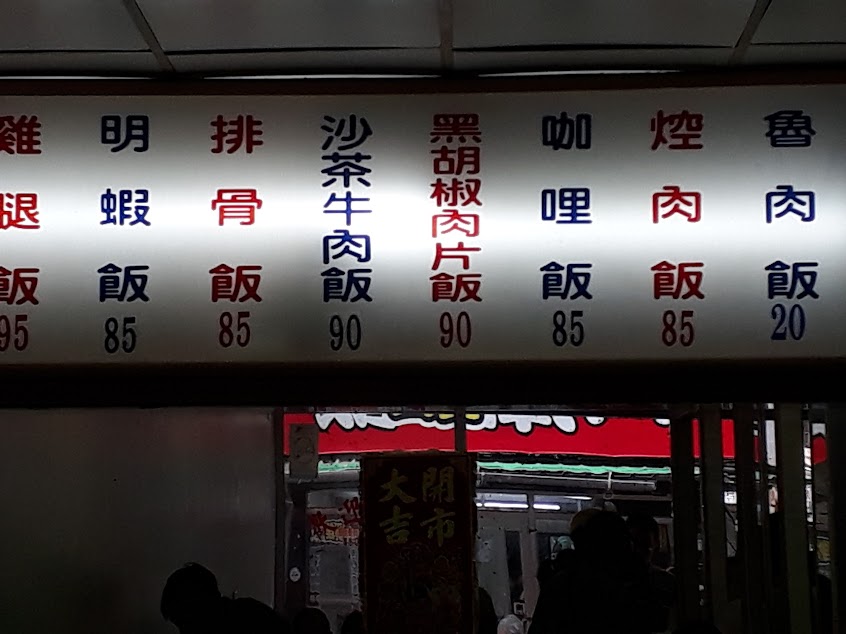 魯肉飯 20
焢肉飯 85
咖哩飯 85
黑胡椒肉片飯 90
沙茶牛肉飯 90
排骨飯 85
明蝦飯 85
雞腿飯 95
開市
大吉